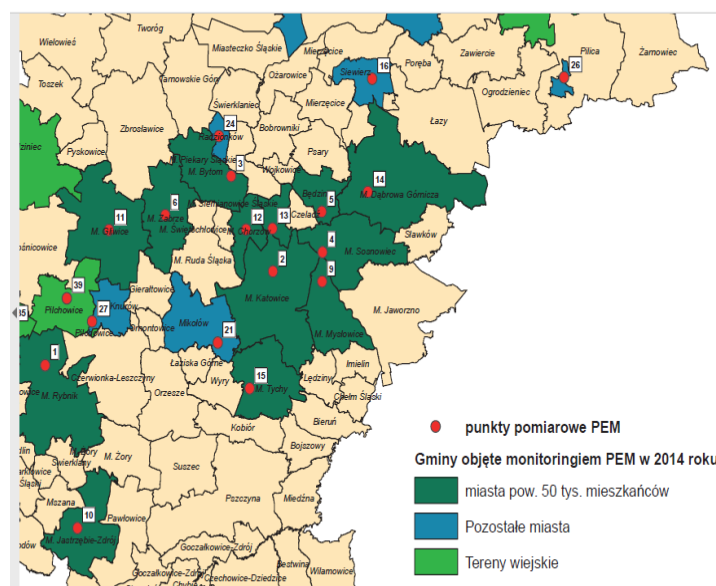 Tworóg
Wielowieś
Miasteczko Śląskie
Mierzęcice
Pilica
Żarnowiec
Zawiercie
Poręba
16
26
Siewierz
Ożarowice
Toszek
Tarnowskie Góry
Ogrodzieniec
Mierzęcice
Świerklaniec
24
Zbrosławice
Bobrowniki
Łazy
Radzionków
Psary
Pyskowice
M. Piekary Śląskie
3
Wojkowice
M. Bytom
14
Będzin
5
M. Dąbrowa Górnicza
6
M. Siemianowice Śląskie
11
M. Zabrze
12
13
Czeladź
M. Gliwice
M. Świętochłowice
M. Chorzów
Sławków
4
M. Sosnowiec
M. Ruda Śląska
2
9
M. Katowice
39
Gierałtowice
Pilchowice
27
Knurów
M. Jaworzno
35
Mikołów
Ornontowice
Pilchowice
21
M. Mysłowice
1
Łaziska Górne
Imielin
15
Lędziny
Czerwionka-Leszczyny
Wyry
M. Tychy
M. Rybnik
Orzesze
Chełm Śląski
Bieruń
Kobiór
punkty pomiarowe PEM
Bojszowy
M. Żory
Świerklany
Suszec
Gminy objęte monitoringiem PEM w 2014 roku
Mszana
miasta pow. 50 tys. mieszkańców
10
Pawłowice
Pszczyna
Miedźna
M. Jastrzębie-Zdrój
Pozostałe miasta
Goczałkowice-Zdrój
Tereny wiejskie
Goczałkowice-Zdrój
Czechowice-Dziedzice
Wilamowice